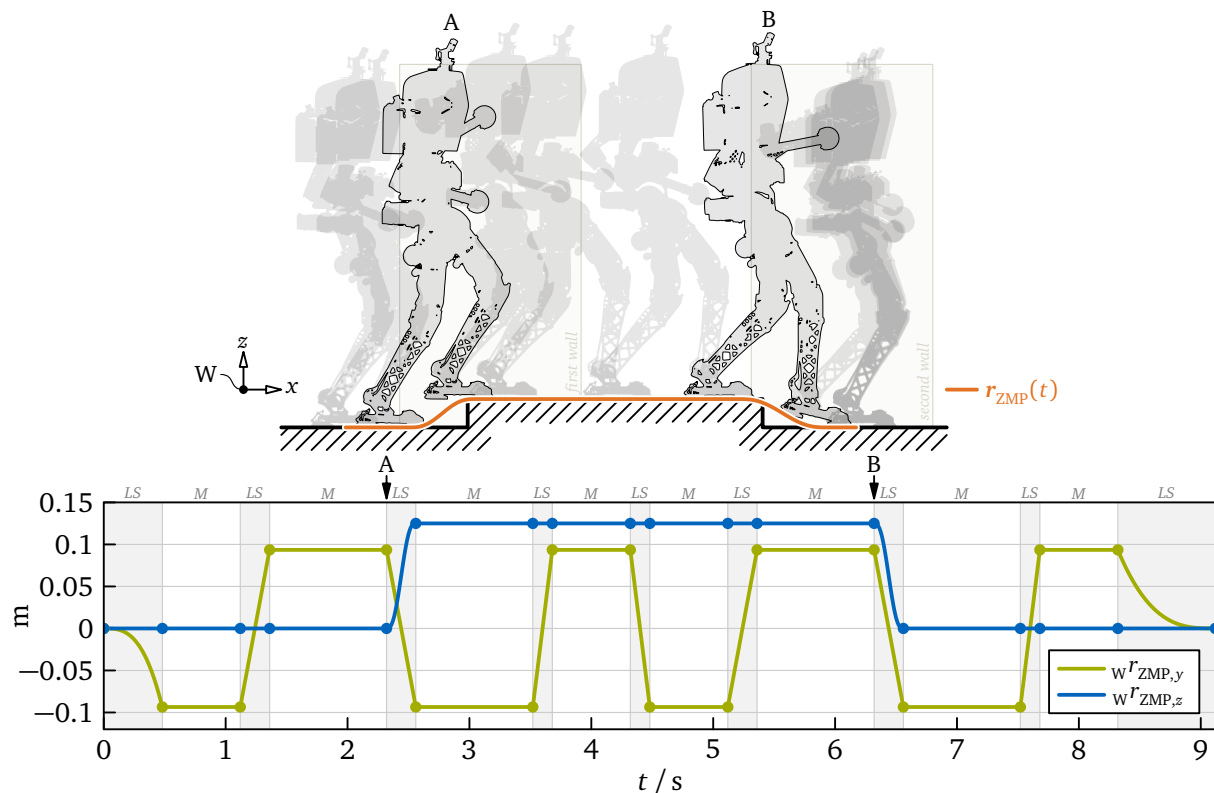 A B
first wall
second wall
z
W x
r_ZMP(t)
A B
LS M LS M LS M LS M LS M LS M LS M LS M LS
0.15
0.1
0.05
0
−0.05
−0.1
m
W r_ZMP,y
W r_ZMP,z
0 1 2 3 4 5 6 7 8 9
t / s